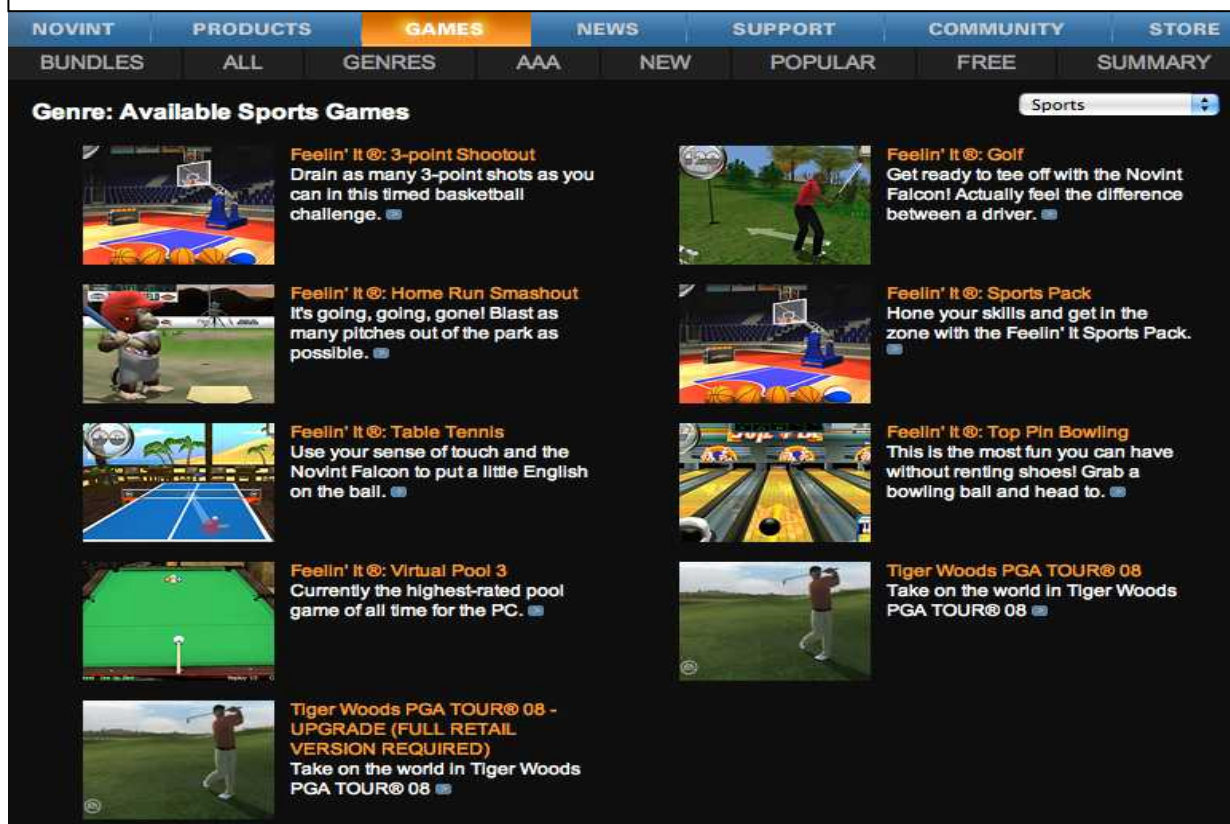 NOVINT PRODUCTS GAMES NEWS SUPPORT COMMUNITY STORE
BUNDLES ALL GENRES AAA NEW POPULAR FREE SUMMARY
Genre: Available Sports Games
Sports
Feelin' It®: 3-point Shootout
Drain as many 3-point shots as you
can in this timed basketball
challenge.
Feelin' It®: Golf
Get ready to tee off with the Novint
Falcon! Actually feel the difference
between a driver.
Feelin' It®: Home Run Smashout
It's going, going, gone! Blast as
many pitches out of the park as
possible.
Feelin' It®: Sports Pack
Hone your skills and get in the
zone with the Feelin' It Sports Pack.
Feelin' It®: Table Tennis
Use your sense of touch and the
Novint Falcon to put a little English
on the ball.
Feelin' It®: Top Pin Bowling
This is the most fun you can have
without renting shoes! Grab a
bowling ball and head to.
Feelin' It®: Virtual Pool 3
Currently the highest-rated pool
game of all time for the PC.
Tiger Woods PGA TOUR® 08
Take on the world in Tiger Woods
PGA TOUR® 08
Tiger Woods PGA TOUR® 08 -
UPGRADE (FULL RETAIL
VERSION REQUIRED)
Take on the world in Tiger Woods
PGA TOUR® 08